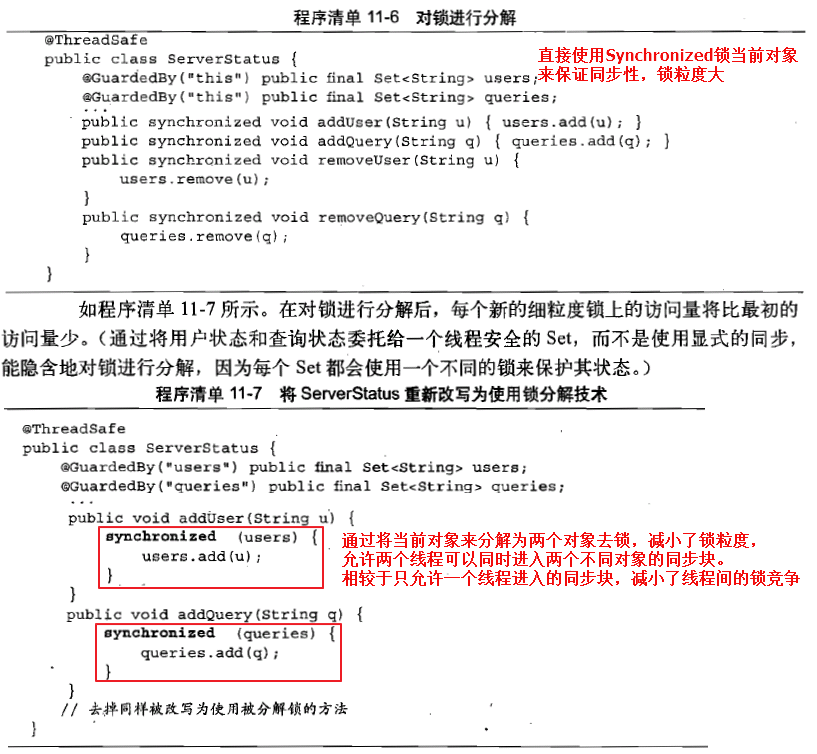 程序清单 11-6 对锁进行分解
@ThreadSafe
public class ServerStatus {
@GuardedBy("this") public final Set<String> users;
@GuardedBy("this") public final Set<String> queries;
...
public synchronized void addUser(String u) { users.add(u); }
public synchronized void addQuery(String q) { queries.add(q); }
public synchronized void removeUser(String u) {
users.remove(u);
}
public synchronized void removeQuery(String q) {
queries.remove(q);
}
}
直接使用Synchronized锁当前对象
来保证同步性，锁粒度大
如程序清单 11-7 所示。在对锁进行分解后，每个新的细粒度锁上的访问量将比最初的
访问量少。（通过将用户状态和查询状态委托给一个线程安全的 Set，而不是使用显式的同步，
能隐含地对锁进行分解，因为每个 Set 都会使用一个不同的锁来保护其状态。）
程序清单 11-7 将 ServerStatus 重新改写为使用锁分解技术
@ThreadSafe
public class ServerStatus {
@GuardedBy("users") public final Set<String> users;
@GuardedBy("queries") public final Set<String> queries;
...
public void addUser(String u) {
synchronized (users) {
users.add(u);
}
}
public void addQuery(String q) {
synchronized (queries) {
queries.add(q);
}
}
// 去掉同样被改写为使用被分解锁的方法
}
通过将当前对象来分解为两个对象去锁，减小了锁粒度，
允许两个线程可以同时进入两个不同对象的同步块。
相较于只允许一个线程进入的同步块，减小了线程间的锁竞争